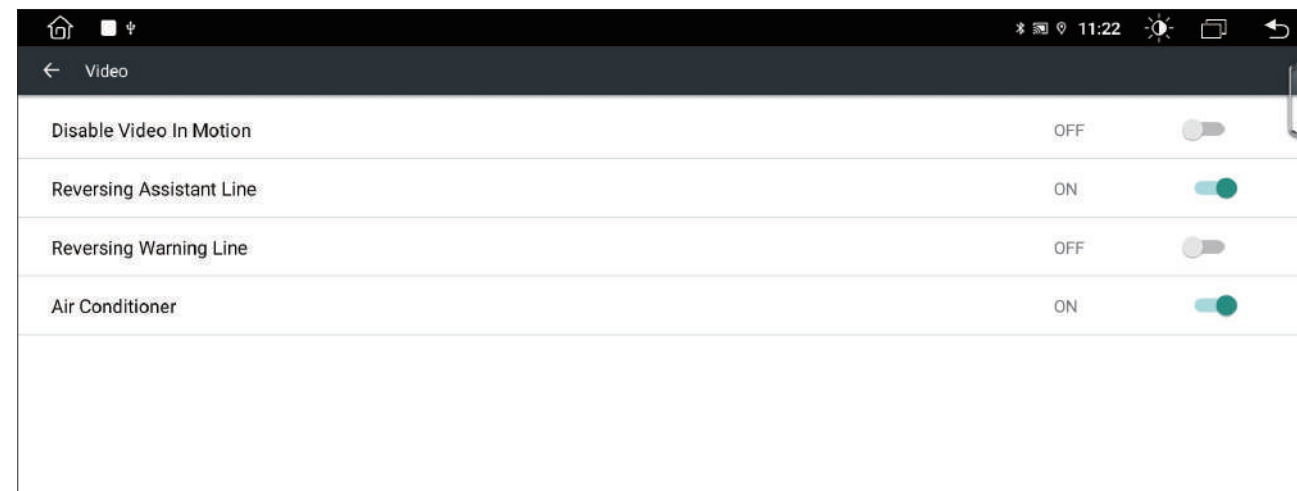 11:22
Video
Disable Video In Motion OFF
Reversing Assistant Line ON
Reversing Warning Line OFF
Air Conditioner ON